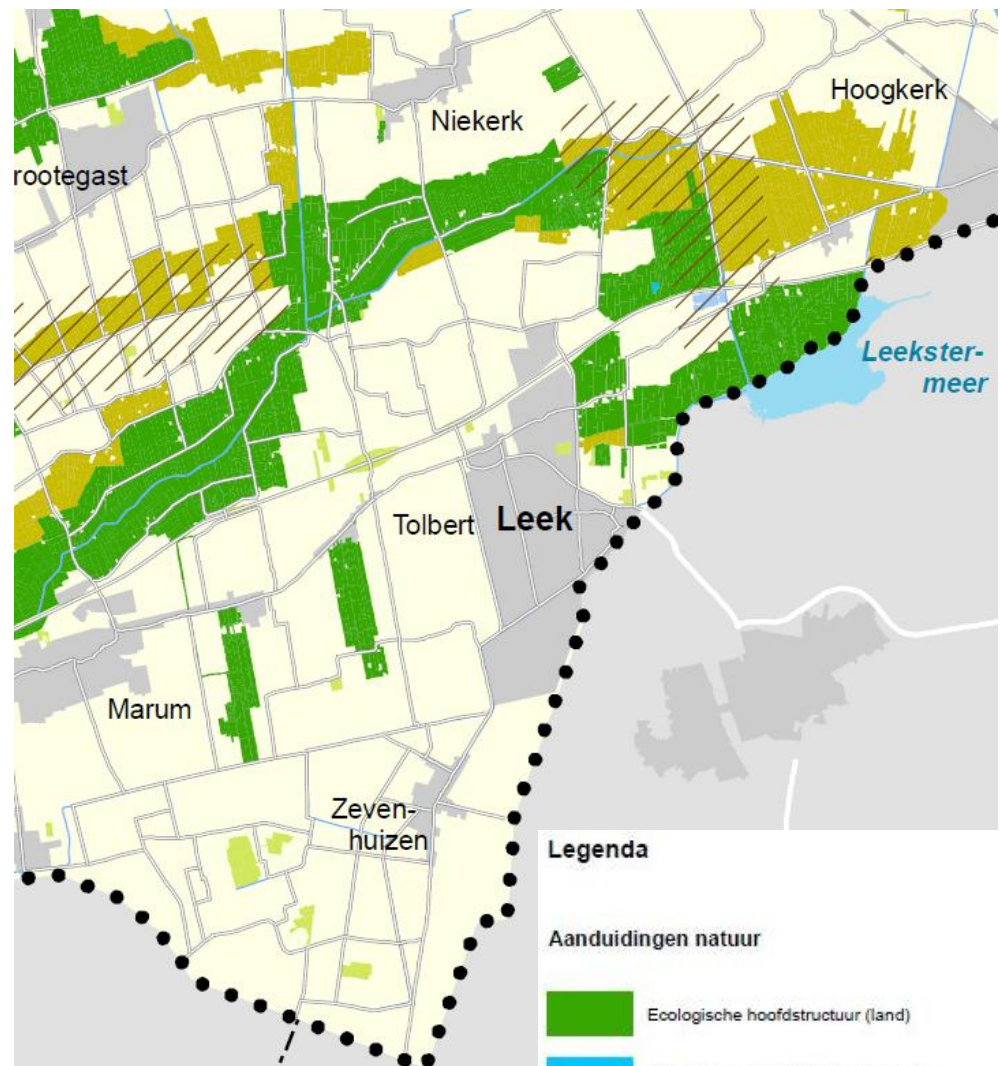 Hoogkerk
Niekerk
rootegast
Leekster-
meer
Tolbert
Leek
Marum
Zeven-
huizen
Legenda
Aanduidingen natuur
Ecologische hoofdstructuur (land)